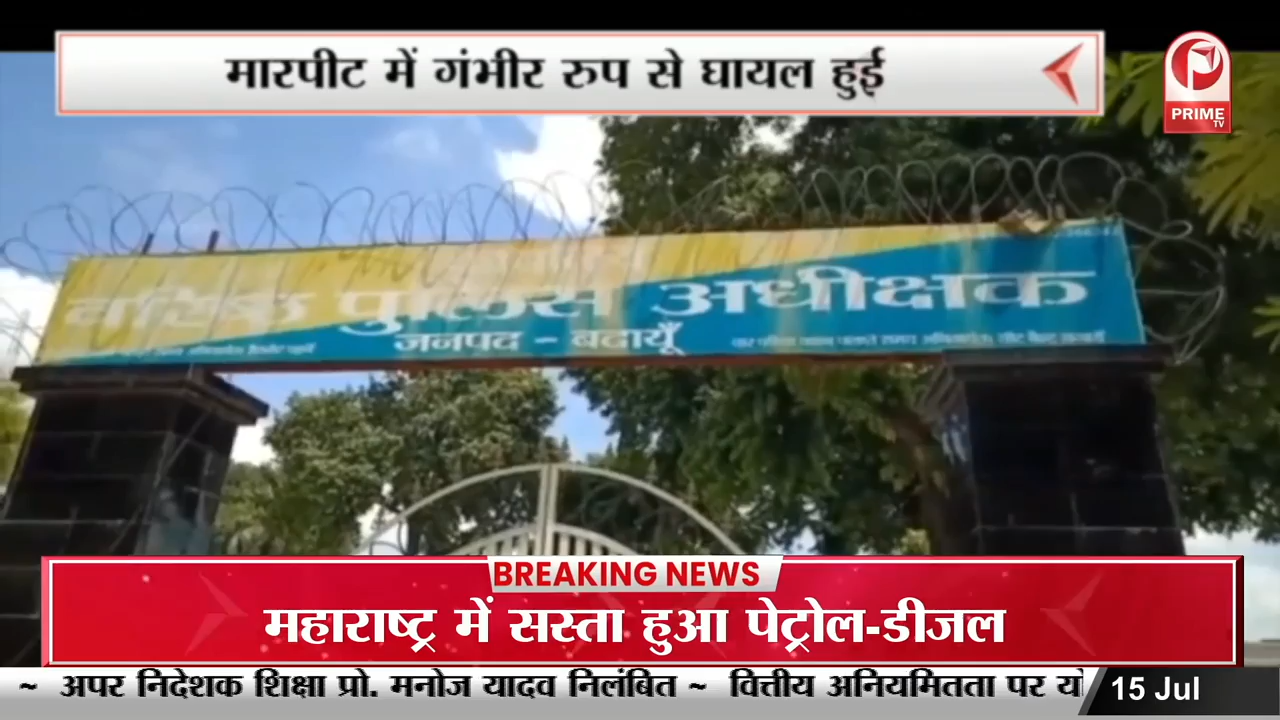 मारपीट में गंभीर रुप से घायल हुई
PRIME
TV
वरिष्ठ पुलिस अधीक्षक
जनपद - बदायूँ
BREAKING NEWS
महाराष्ट्र में सस्ता हुआ पेट्रोल-डीजल
~ अपर निदेशक शिक्षा प्रो. मनोज यादव निलंबित ~ वित्तीय अनियमितता पर
15 Jul